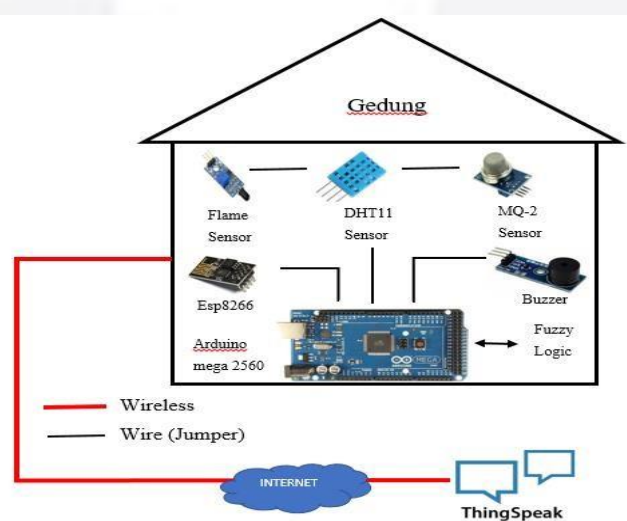 Gedung
Flame
Sensor
DHT11
Sensor
MQ-2
Sensor
Esp8266
Buzzer
Arduino
mega 2560
Fuzzy
Logic
Wireless
Wire (Jumper)
INTERNET
ThingSpeak